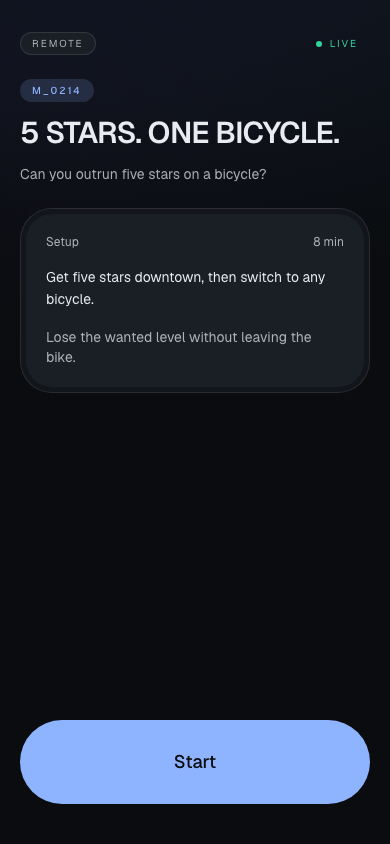 REMOTE
LIVE
M_0214
5 STARS. ONE BICYCLE.
Can you outrun five stars on a bicycle?
Setup
8 min
Get five stars downtown, then switch to any
bicycle.
Lose the wanted level without leaving the
bike.
Start